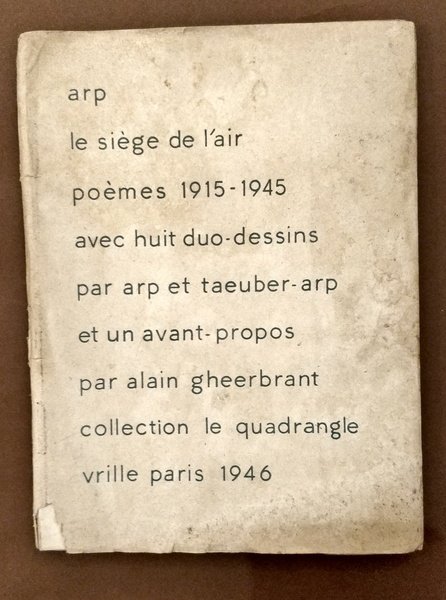 arp
le siège de l'air
poèmes 1915-1945
avec huit duo-dessins
par arp et taeuber-arp
et un avant-propos
par alain gheerbrant
collection le quadrangle
vrille paris 1946